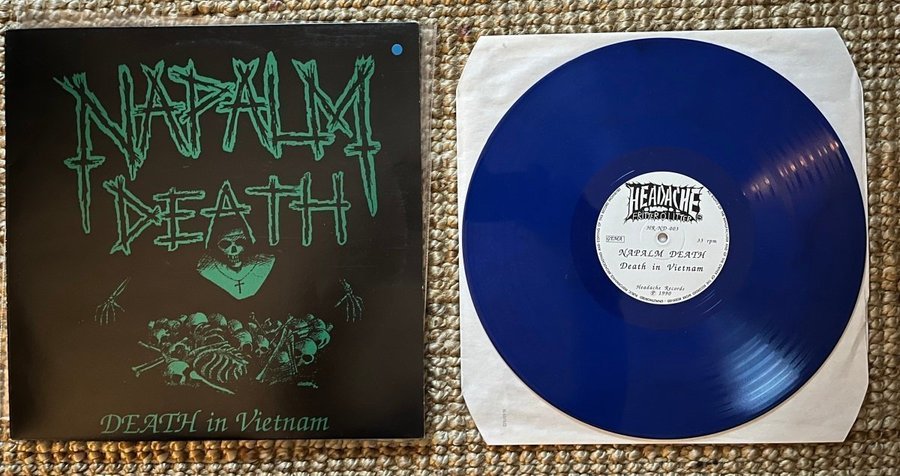 NAPALM
DEATH
DEATH in Vietnam
HEADACHE
HR-ND-003
GEMA
33 rpm
NAPALM DEATH
Death in Vietnam
Headache Records
℗ 1990